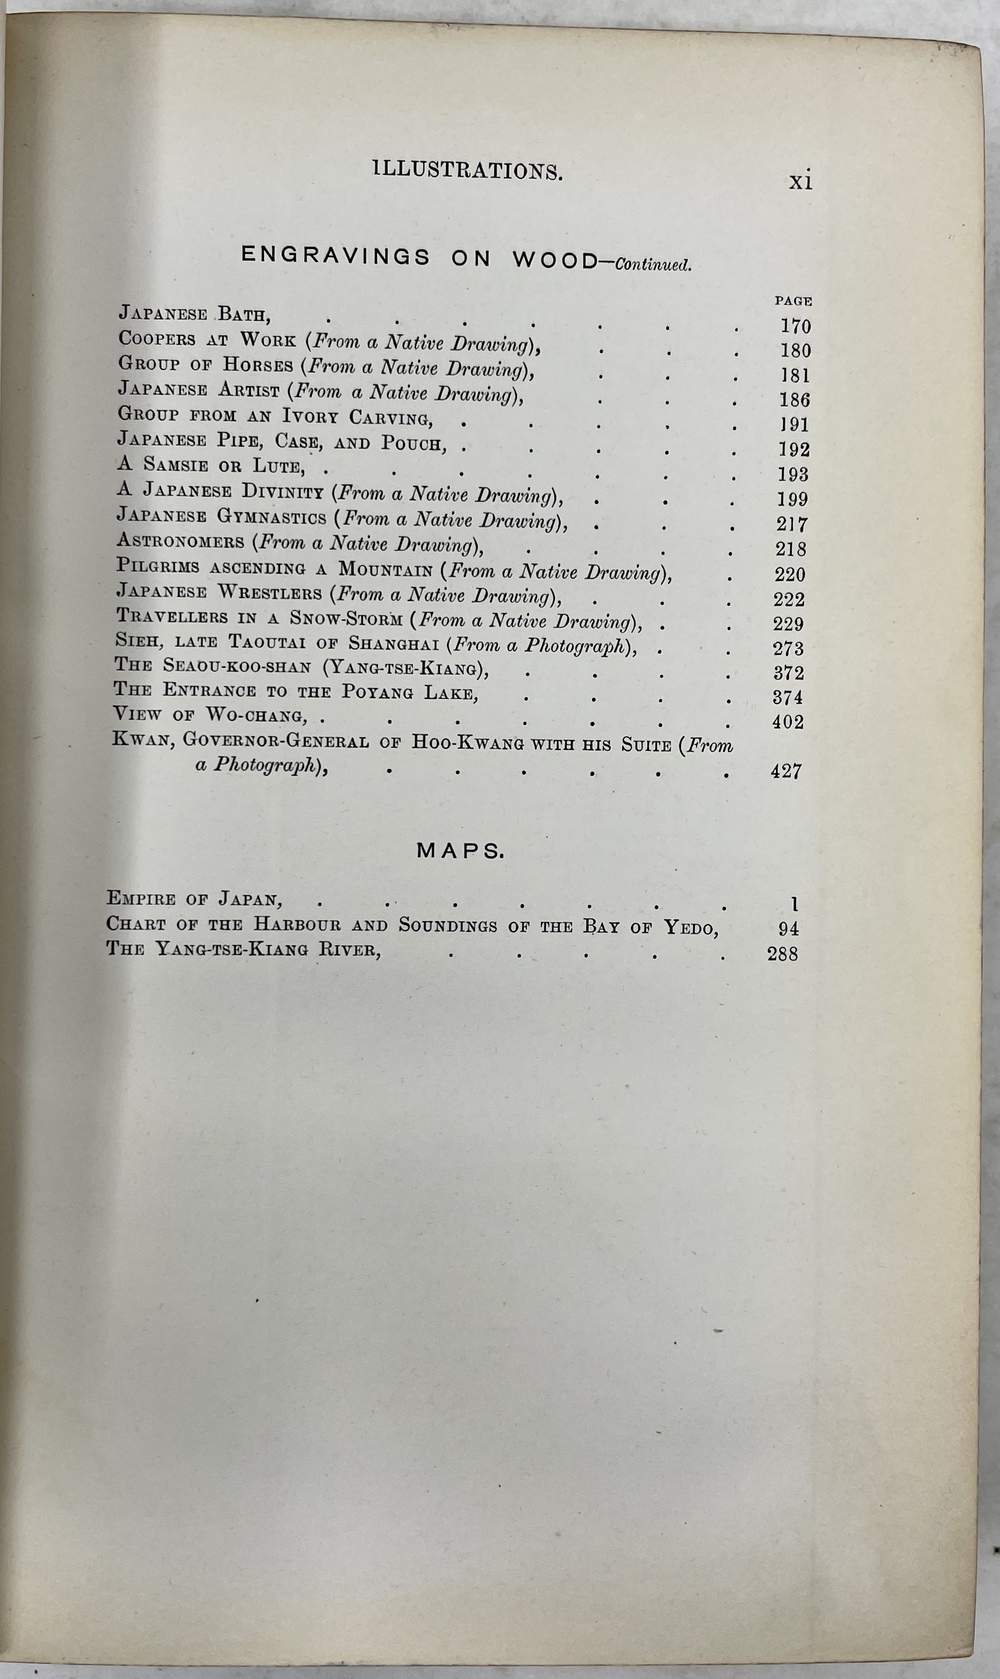 ILLUSTRATIONS. xi
ENGRAVINGS ON WOOD—Continued.
PAGE
JAPANESE BATH, . . . . . . . 170
COOPERS AT WORK (From a Native Drawing), . . . 180
GROUP OF HORSES (From a Native Drawing), . . . 181
JAPANESE ARTIST (From a Native Drawing), . . . 186
GROUP FROM AN IVORY CARVING, . . . . . 191
JAPANESE PIPE, CASE, AND POUCH, . . . . . 192
A SAMSIE OR LUTE, . . . . . . . 193
A JAPANESE DIVINITY (From a Native Drawing), . . . 199
JAPANESE GYMNASTICS (From a Native Drawing), . . . 217
ASTRONOMERS (From a Native Drawing), . . . . 218
PILGRIMS ASCENDING A MOUNTAIN (From a Native Drawing), . 220
JAPANESE WRESTLERS (From a Native Drawing), . . . 222
TRAVELLERS IN A SNOW-STORM (From a Native Drawing), . . 229
SIEH, LATE TAOUTAI OF SHANGHAI (From a Photograph), . . 273
THE SEAOU-KOO-SHAN (YANG-TSE-KIANG), . . . . 372
THE ENTRANCE TO THE POYANG LAKE, . . . . 374
VIEW OF WO-CHANG, . . . . . . . 402
KWAN, GOVERNOR-GENERAL OF HOO-KWANG WITH HIS SUITE (From
a Photograph), . . . . . . 427
MAPS.
EMPIRE OF JAPAN, . . . . . . . 1
CHART OF THE HARBOUR AND SOUNDINGS OF THE BAY OF YEDO, 94
THE YANG-TSE-KIANG RIVER, . . . . . 288